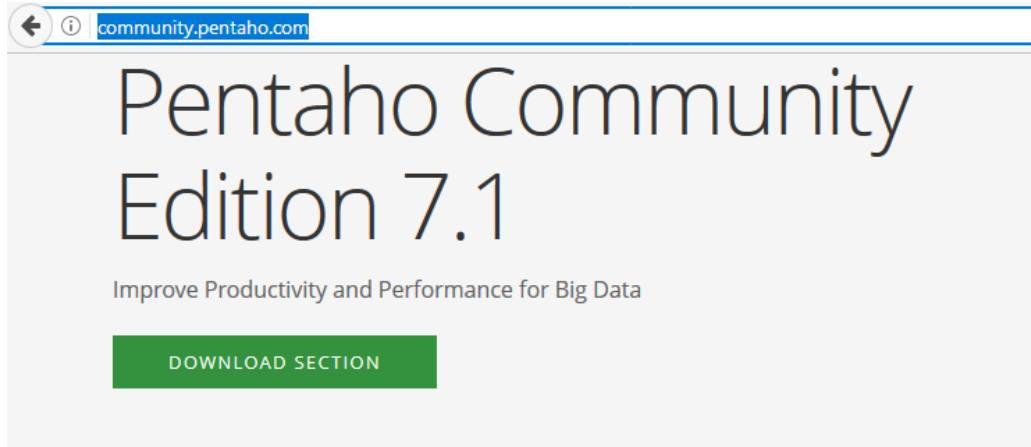 community.pentaho.com
Pentaho Community
Edition 7.1
Improve Productivity and Performance for Big Data
DOWNLOAD SECTION